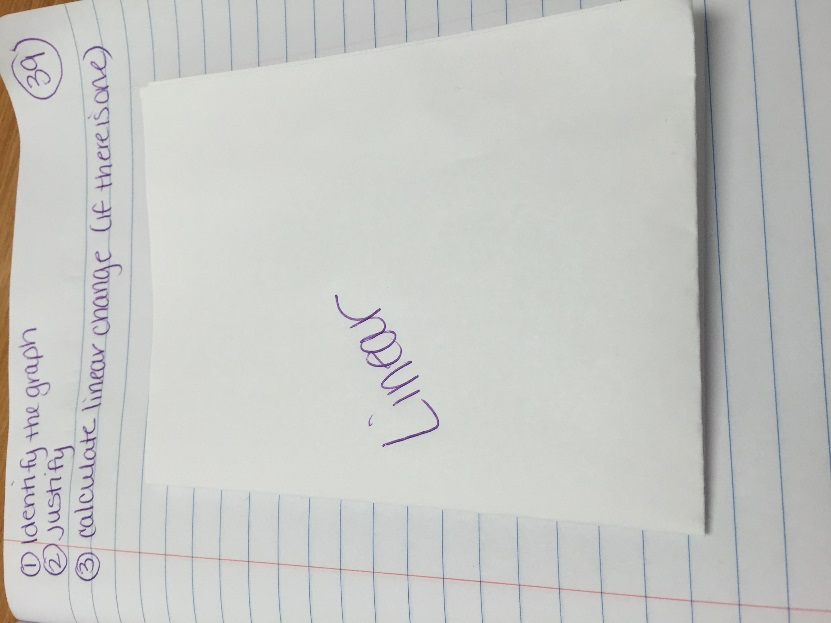 39
① Identify the graph
② Justify
③ calculate linear change (if there is one)
Linear